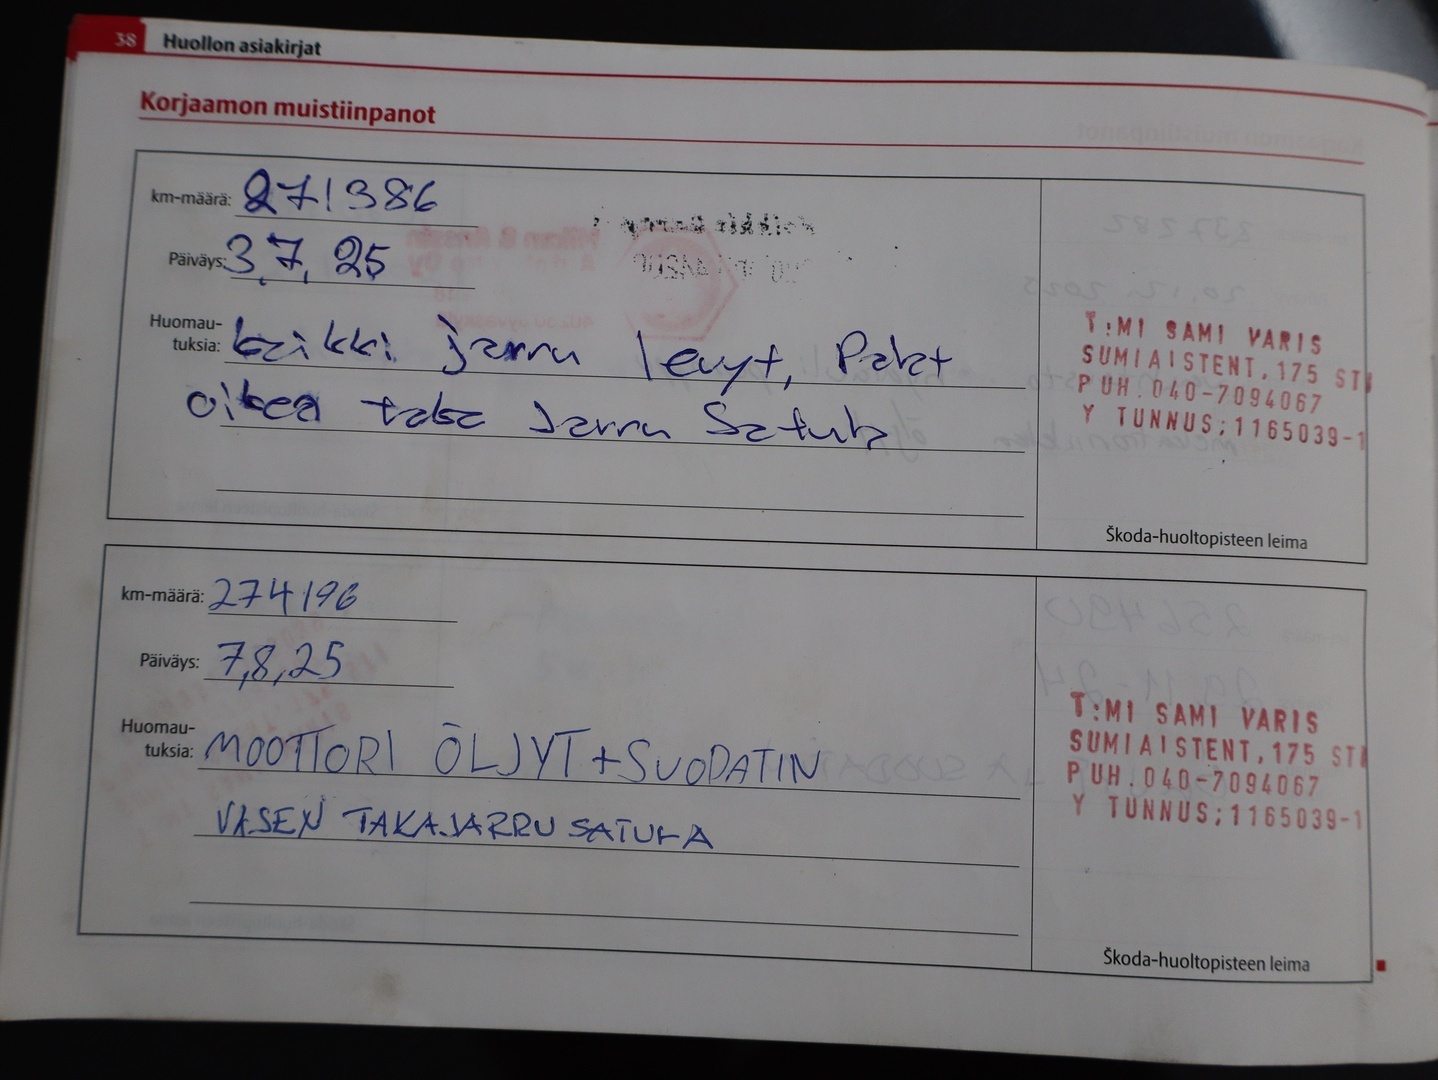 38 Huollon asiakirjat
Korjaamon muistiinpanot
km-määrä: 271386
Päiväys: 3,7,25
Huomau-
tuksia: kaikki jarru levyt, Palat
oikea taka Jarru Satula
T:MI SAMI VARIS
SUMIAISTENT.175 ST
PUH.040-7094067
Y TUNNUS;1165039-1
Škoda-huoltopisteen leima
km-määrä: 274196
Päiväys: 7,8,25
Huomau-
tuksia: MOOTTORI ÖLJYT+SUODATIN
VASEN TAKAJARRU SATULA
T:MI SAMI VARIS
SUMIAISTENT,175 ST
PUH.040-7094067
Y TUNNUS;1165039-1
Škoda-huoltopisteen leima